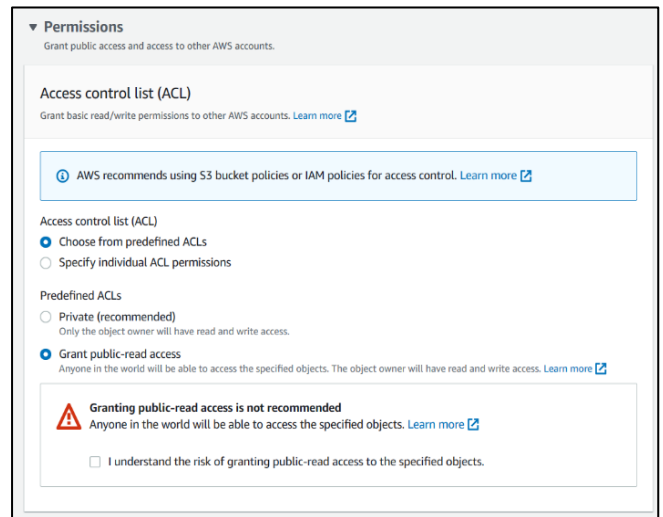 Permissions
Grant public access and access to other AWS accounts.
Access control list (ACL)
Grant basic read/write permissions to other AWS accounts. Learn more
AWS recommends using S3 bucket policies or IAM policies for access control. Learn more
Access control list (ACL)
Choose from predefined ACLs
Specify individual ACL permissions
Predefined ACLs
Private (recommended)
Only the object owner will have read and write access.
Grant public-read access
Anyone in the world will be able to access the specified objects. The object owner will have read and write access. Learn more
Granting public-read access is not recommended
Anyone in the world will be able to access the specified objects. Learn more
I understand the risk of granting public-read access to the specified objects.